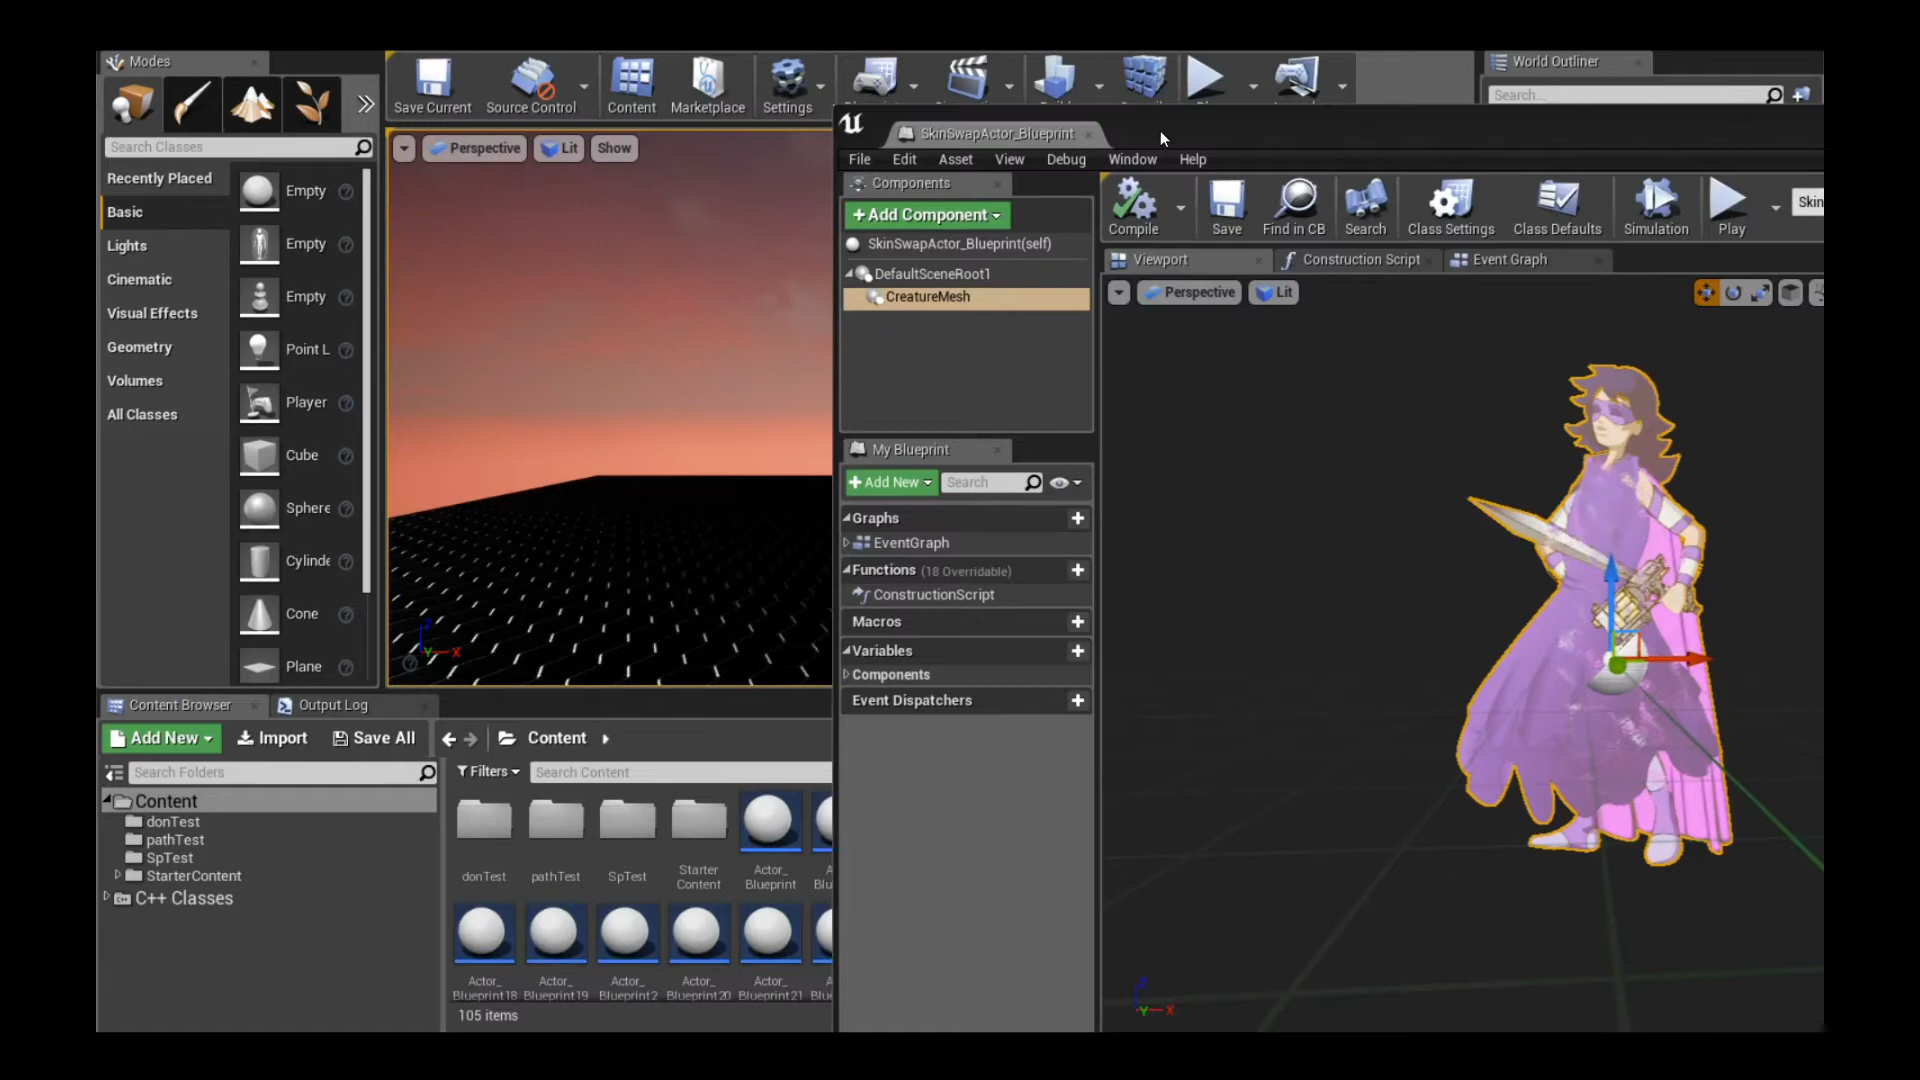 Modes
Save Current
Source Control
Content
Marketplace
Settings
World Outliner
Search...
Search Classes
Recently Placed
Basic
Lights
Cinematic
Visual Effects
Geometry
Volumes
All Classes
Empty
Empty
Empty
Point L
Player
Cube
Sphere
Cylinde
Cone
Plane
Perspective
Lit
Show
SkinSwapActor_Blueprint
File
Edit
Asset
View
Debug
Window
Help
Components
+Add Component
SkinSwapActor_Blueprint(self)
DefaultSceneRoot1
CreatureMesh
My Blueprint
+Add New
Search
Graphs
EventGraph
Functions (18 Overridable)
ConstructionScript
Macros
Variables
Components
Event Dispatchers
Compile
Save
Find in CB
Search
Class Settings
Class Defaults
Simulation
Play
Skin
Viewport
Construction Script
Event Graph
Perspective
Lit
Z
Y
X
Z
Y
X
Content Browser
Output Log
Add New
Import
Save All
Content
Search Folders
Filters
Search Content
Content
donTest
pathTest
SpTest
StarterContent
C++ Classes
donTest
pathTest
SpTest
Starter
Content
Actor_
Blueprint
A
Blu
Actor_
Blueprint18
Actor_
Blueprint19
Actor_
Blueprint2
Actor_
Blueprint20
Actor_
Blueprint21
A
Blu
105 items